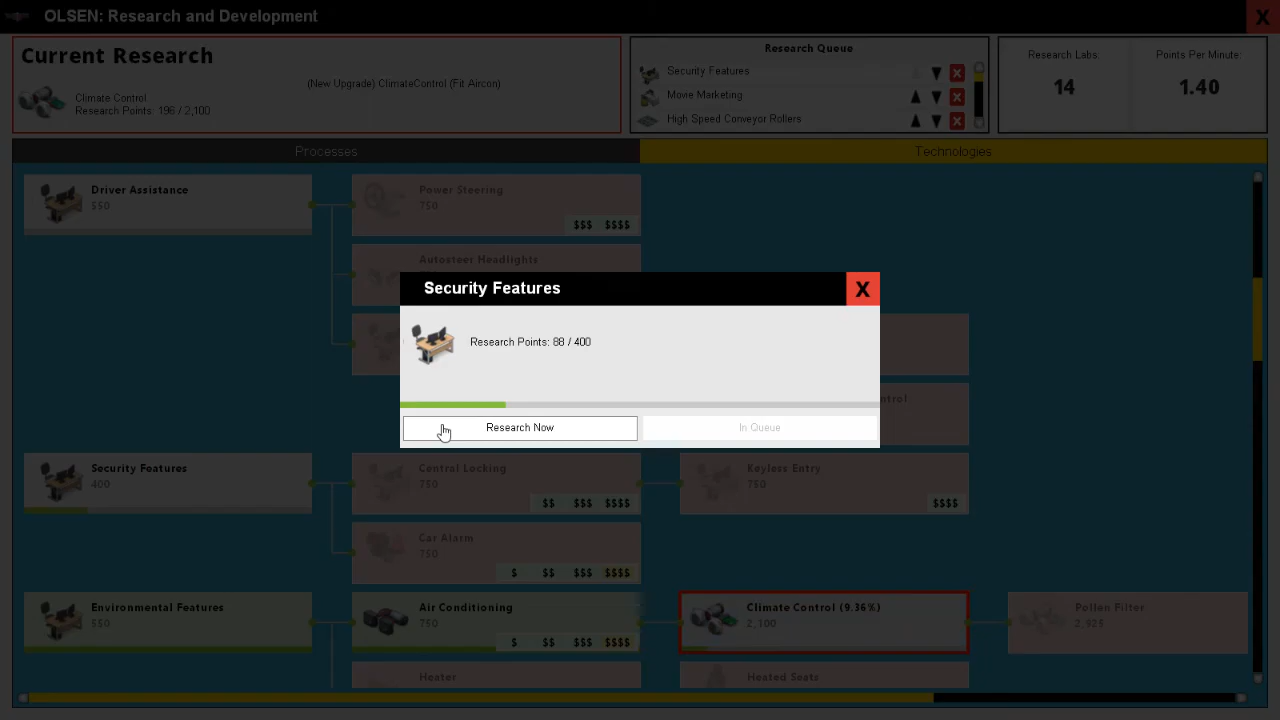 OLSEN: Research and Development
X
Current Research
(New Upgrade) ClimateControl (Fit Aircon)
Climate Control
Research Points: 196 / 2,100
Research Queue
Security Features
Movie Marketing
High Speed Conveyor Rollers
Research Labs:
14
Points Per Minute:
1.40
Processes
Technologies
Driver Assistance
550
Power Steering
750
$$$ $$$$
Autosteer Headlights
Security Features
X
Research Points: 88 / 400
Research Now
In Queue
Security Features
400
Central Locking
750
$$ $$$ $$$$
Keyless Entry
750
$$$$
Car Alarm
750
$ $$ $$$ $$$$
Environmental Features
550
Air Conditioning
750
$ $$ $$$ $$$$
Climate Control (9.36%)
2,100
Pollen Filter
2,925
Heater
Heated Seats